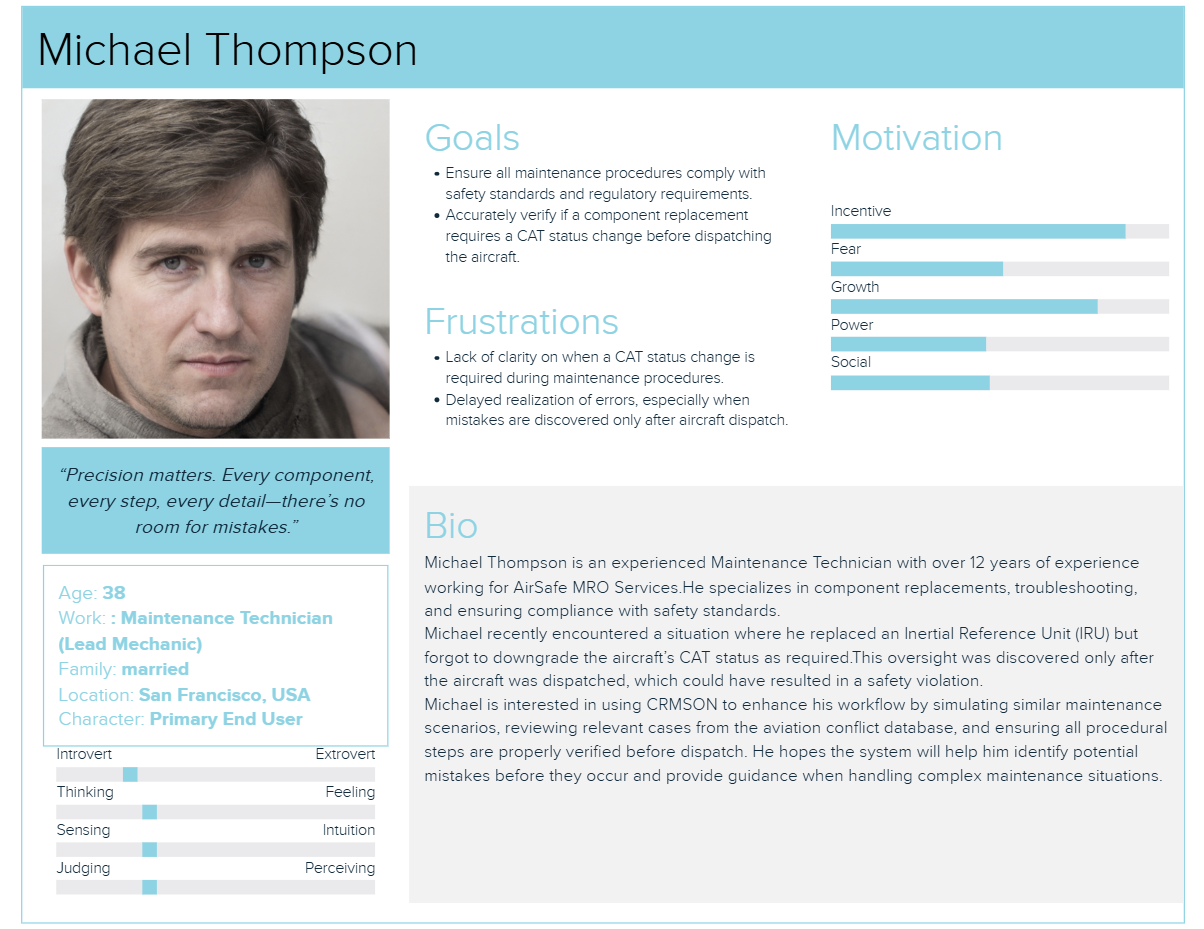 Michael Thompson
Goals
• Ensure all maintenance procedures comply with
safety standards and regulatory requirements.
• Accurately verify if a component replacement
requires a CAT status change before dispatching
the aircraft.
Frustrations
• Lack of clarity on when a CAT status change is
required during maintenance procedures.
• Delayed realization of errors, especially when
mistakes are discovered only after aircraft dispatch.
Motivation
Incentive
Fear
Growth
Power
Social
“Precision matters. Every component,
every step, every detail—there’s no
room for mistakes.”
Age: 38
Work: : Maintenance Technician
(Lead Mechanic)
Family: married
Location: San Francisco, USA
Character: Primary End User
Introvert Extrovert
Thinking Feeling
Sensing Intuition
Judging Perceiving
Bio
Michael Thompson is an experienced Maintenance Technician with over 12 years of experience
working for AirSafe MRO Services.He specializes in component replacements, troubleshooting,
and ensuring compliance with safety standards.
Michael recently encountered a situation where he replaced an Inertial Reference Unit (IRU) but
forgot to downgrade the aircraft’s CAT status as required.This oversight was discovered only after
the aircraft was dispatched, which could have resulted in a safety violation.
Michael is interested in using CRMSON to enhance his workflow by simulating similar maintenance
scenarios, reviewing relevant cases from the aviation conflict database, and ensuring all procedural
steps are properly verified before dispatch. He hopes the system will help him identify potential
mistakes before they occur and provide guidance when handling complex maintenance situations.